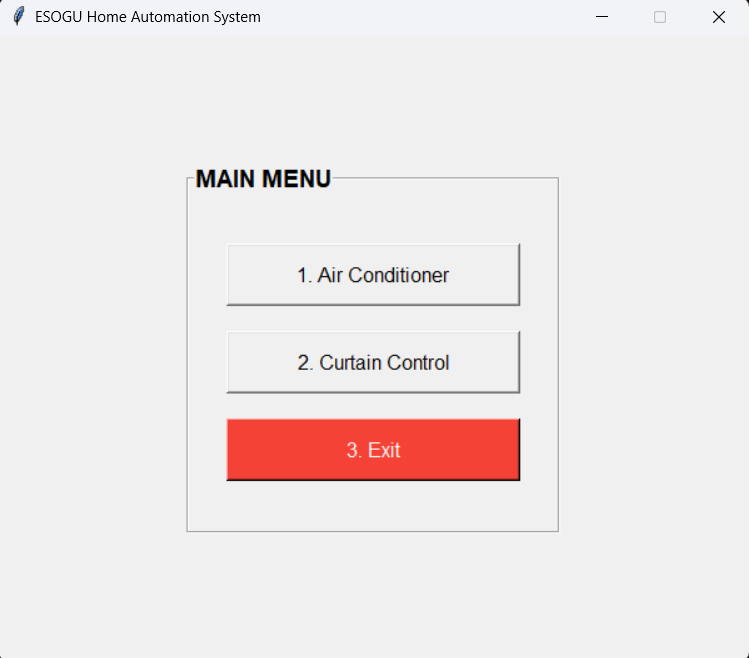 ESOGU Home Automation System
MAIN MENU
1. Air Conditioner
2. Curtain Control
3. Exit